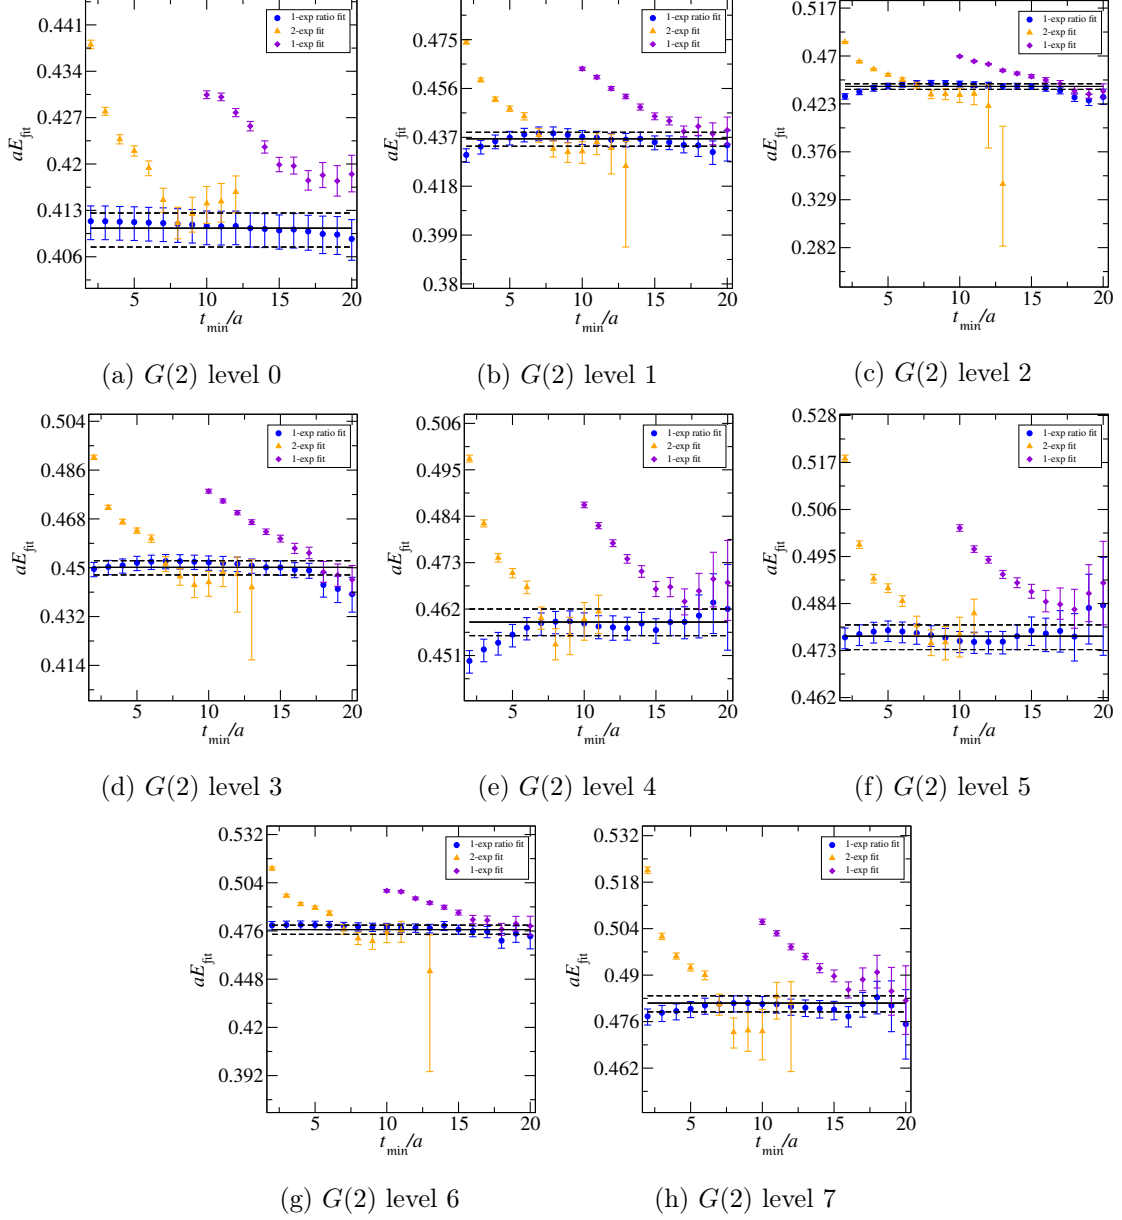 0.441
0.434
0.427
0.42
0.413
0.406
aE_fit
1-exp ratio fit
2-exp fit
1-exp fit
5 10 15 20
t_min/a
(a) G(2) level 0
0.475
0.456
0.437
0.418
0.399
0.38
aE_fit
1-exp ratio fit
2-exp fit
1-exp fit
5 10 15 20
t_min/a
(b) G(2) level 1
0.517
0.47
0.423
0.376
0.329
0.282
aE_fit
1-exp ratio fit
2-exp fit
1-exp fit
5 10 15 20
t_min/a
(c) G(2) level 2
0.504
0.486
0.468
0.45
0.432
0.414
aE_fit
1-exp ratio fit
2-exp fit
1-exp fit
5 10 15 20
t_min/a
(d) G(2) level 3
0.506
0.495
0.484
0.473
0.462
0.451
aE_fit
1-exp ratio fit
2-exp fit
1-exp fit
5 10 15 20
t_min/a
(e) G(2) level 4
0.528
0.517
0.506
0.495
0.484
0.473
0.462
aE_fit
1-exp ratio fit
2-exp fit
1-exp fit
5 10 15 20
t_min/a
(f) G(2) level 5
0.532
0.504
0.476
0.448
0.42
0.392
aE_fit
1-exp ratio fit
2-exp fit
1-exp fit
5 10 15 20
t_min/a
(g) G(2) level 6
0.532
0.518
0.504
0.49
0.476
0.462
aE_fit
1-exp ratio fit
2-exp fit
1-exp fit
5 10 15 20
t_min/a
(h) G(2) level 7